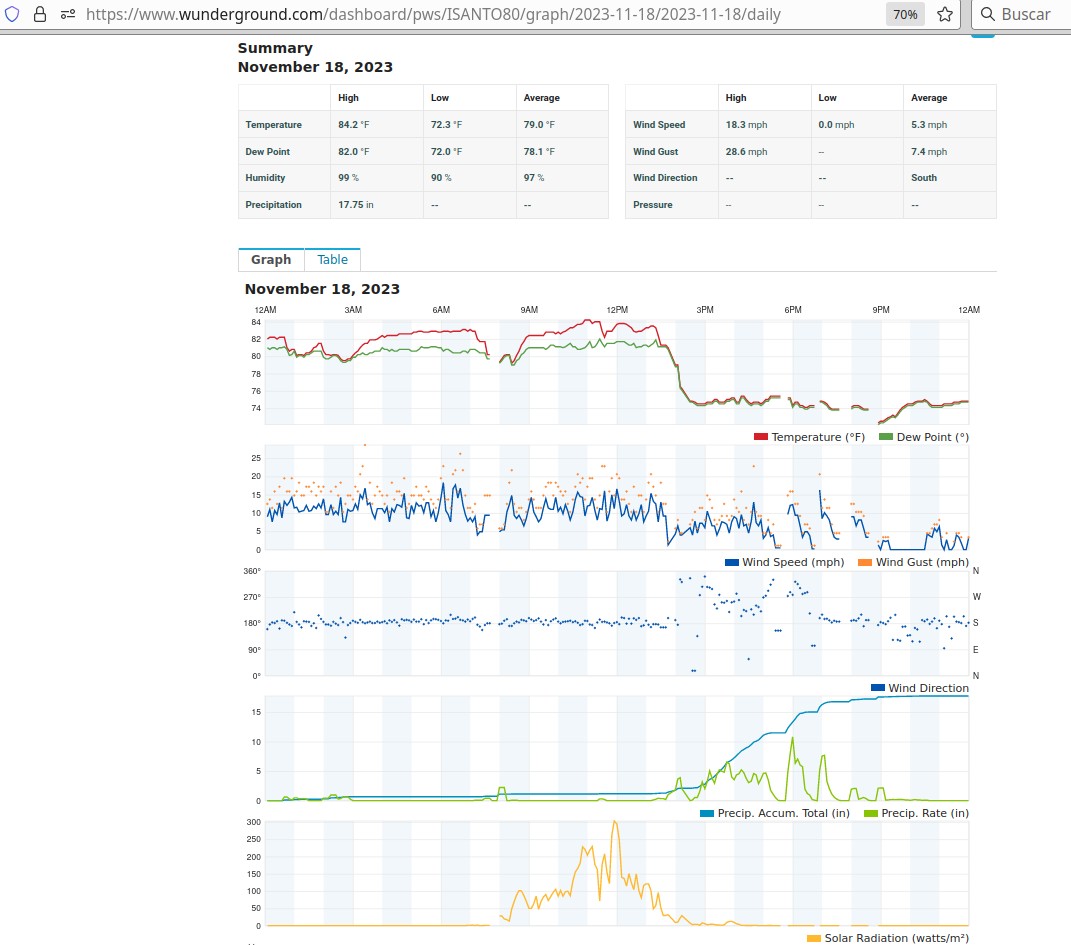 https://www.wunderground.com/dashboard/pws/ISANTO80/graph/2023-11-18/2023-11-18/daily 70% Buscar
Summary
November 18, 2023
High Low Average
Temperature 84.2 °F 72.3 °F 79.0 °F
Dew Point 82.0 °F 72.0 °F 78.1 °F
Humidity 99 % 90 % 97 %
Precipitation 17.75 in -- --
High Low Average
Wind Speed 18.3 mph 0.0 mph 5.3 mph
Wind Gust 28.6 mph -- 7.4 mph
Wind Direction -- -- South
Pressure -- -- --
Graph Table
November 18, 2023
12AM 3AM 6AM 9AM 12PM 3PM 6PM 9PM 12AM
84
82
80
78
76
74
Temperature (°F) Dew Point (°)
25
20
15
10
5
0
Wind Speed (mph) Wind Gust (mph)
360° N
270° W
180° S
90° E
0° N
Wind Direction
15
10
5
0
Precip. Accum. Total (in) Precip. Rate (in)
300
250
200
150
100
50
0
Solar Radiation (watts/m²)